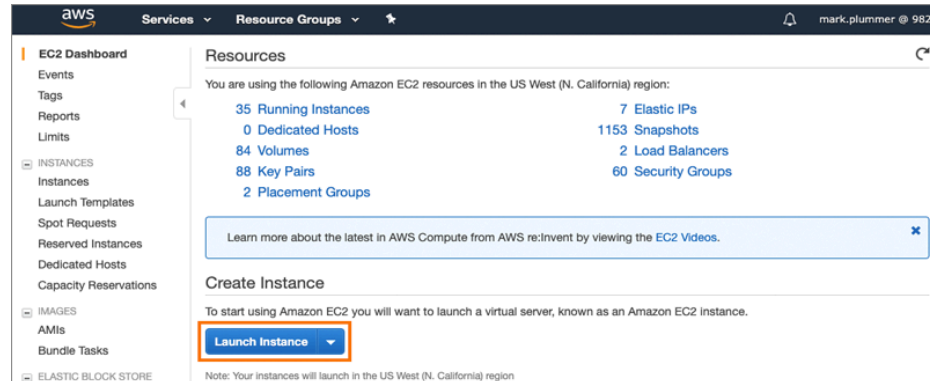 aws
Services
Resource Groups
mark.plummer @ 982
EC2 Dashboard
Events
Tags
Reports
Limits
INSTANCES
Instances
Launch Templates
Spot Requests
Reserved Instances
Dedicated Hosts
Capacity Reservations
IMAGES
AMIs
Bundle Tasks
ELASTIC BLOCK STORE
Resources
You are using the following Amazon EC2 resources in the US West (N. California) region:
35 Running Instances
0 Dedicated Hosts
84 Volumes
88 Key Pairs
2 Placement Groups
7 Elastic IPs
1153 Snapshots
2 Load Balancers
60 Security Groups
Learn more about the latest in AWS Compute from AWS re:Invent by viewing the EC2 Videos.
Create Instance
To start using Amazon EC2 you will want to launch a virtual server, known as an Amazon EC2 instance.
Launch Instance
Note: Your instances will launch in the US West (N. California) region